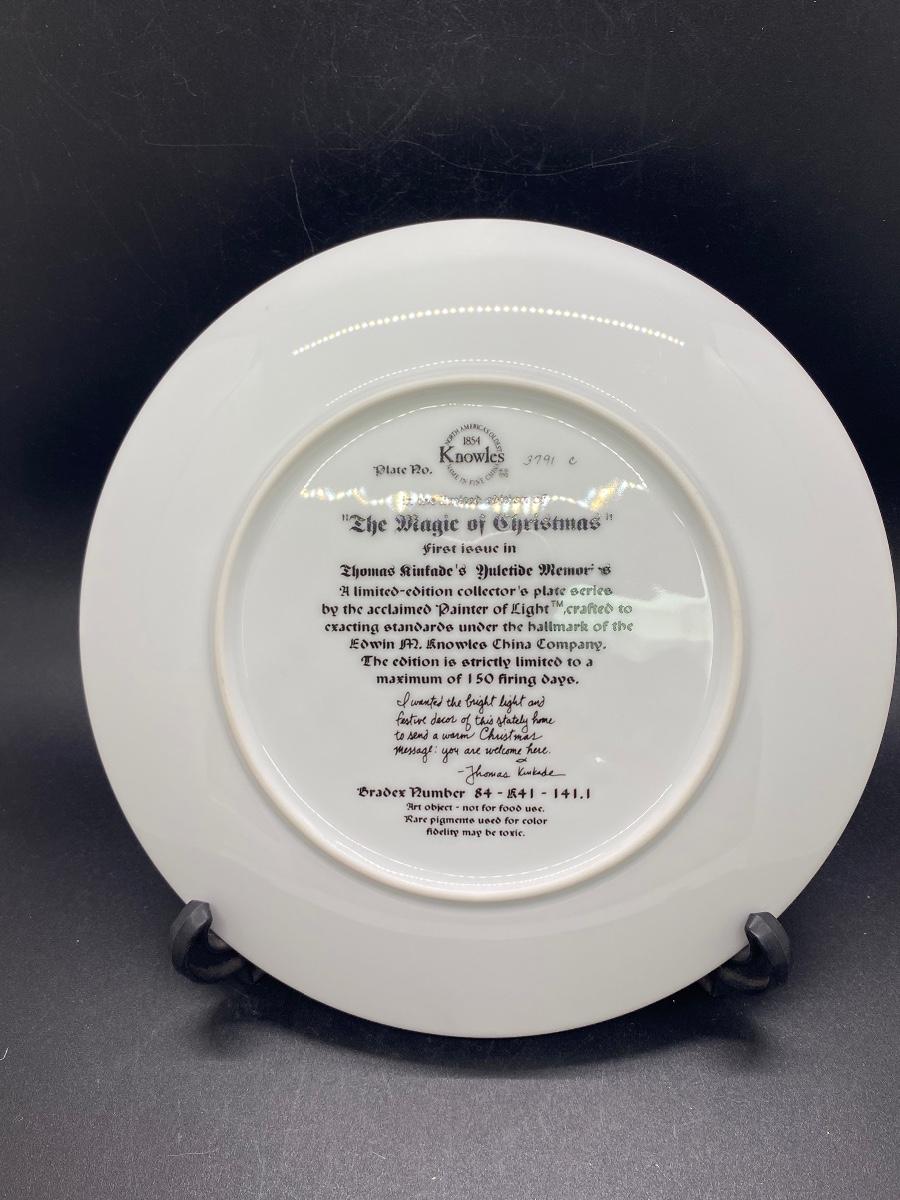 NORTH AMERICA'S OLDEST
1854
Knowles
NAME IN FINE CHINA
Plate No. 3791 C
"The Magic of Christmas"
First issue in
Thomas Kinkade's Yuletide Memories
A limited-edition collector's plate series
by the acclaimed Painter of Light™, crafted to
exacting standards under the hallmark of the
Edwin M. Knowles China Company.
The edition is strictly limited to a
maximum of 150 firing days.
I wanted the bright light and
festive decor of this stately home
to send a warm Christmas
message: you are welcome here.
-Thomas Kinkade
Bradex Number 84 - K41 - 141.1
Art object - not for food use.
Rare pigments used for color
fidelity may be toxic.